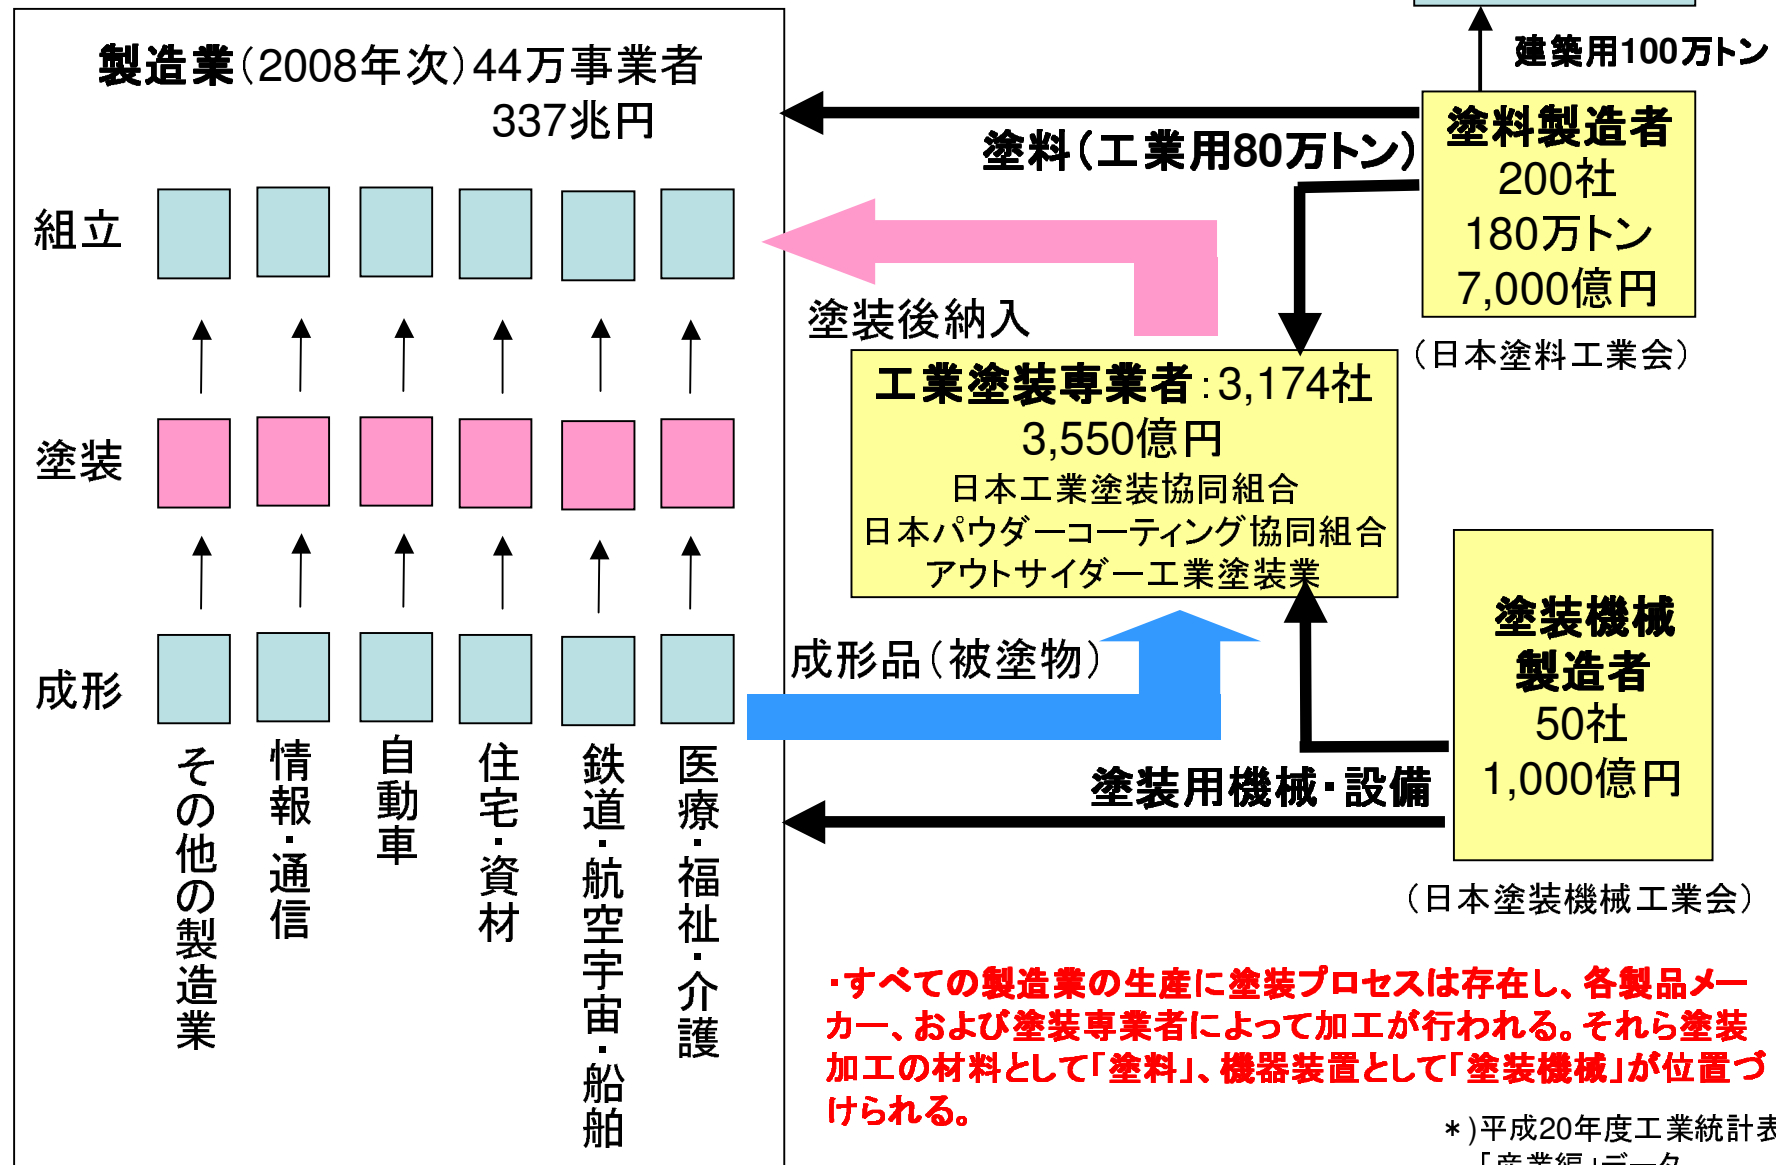 製造業(2008年次)44万事業者
337兆円
組立
塗装
成形
その他の製造業
情報・通信
自動車
住宅・資材
鉄道・航空宇宙・船舶
医療・福祉・介護
建築用100万トン
塗料(工業用80万トン)
塗料製造者
200社
180万トン
7,000億円
(日本塗料工業会)
塗装後納入
工業塗装専業者:3,174社
3,550億円
日本工業塗装協同組合
日本パウダーコーティング協同組合
アウトサイダー工業塗装業
成形品(被塗物)
塗装機械
製造者
50社
1,000億円
塗装用機械・設備
(日本塗装機械工業会)
・すべての製造業の生産に塗装プロセスは存在し、各製品メー
カー、および塗装専業者によって加工が行われる。それら塗装
加工の材料として「塗料」、機器装置として「塗装機械」が位置づ
けられる。
*)平成20年度工業統計表
「産業編」データ